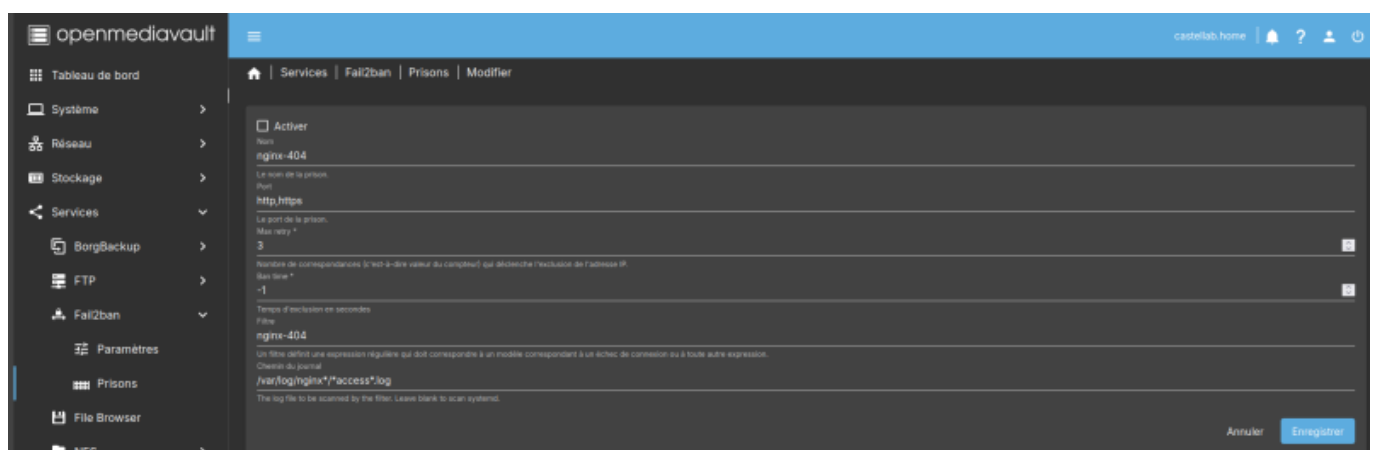 openmediavault
castellab.home
Tableau de bord
Système
Réseau
Stockage
Services
BorgBackup
FTP
Fail2ban
Paramètres
Prisons
File Browser
NFS
Services | Fail2ban | Prisons | Modifier
Activer
Nom
nginx-404
Le nom de la prison.
Port
http,https
Le port de la prison.
Max retry *
3
Nombre de correspondances (c'est-à-dire valeur du compteur) qui déclenche l'exclusion de l'adresse IP.
Ban time *
-1
Temps d'exclusion en secondes
Filtre
nginx-404
Un filtre définit une expression régulière qui doit correspondre à un modèle correspondant à un échec de connexion ou à toute autre expression.
Chemin du journal
/var/log/nginx*/*access*.log
The log file to be scanned by the filter. Leave blank to scan systemd.
Annuler
Enregistrer